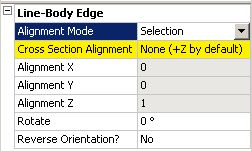 Line-Body Edge
Alignment Mode Selection
Cross Section Alignment None (+Z by default)
Alignment X 0
Alignment Y 0
Alignment Z 1
Rotate 0 °
Reverse Orientation? No